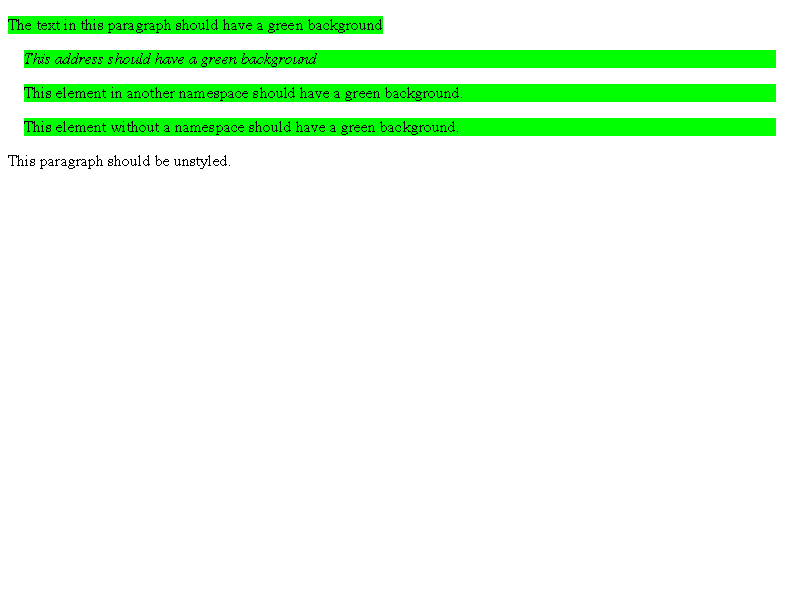 The text in this paragraph should have a green background
This address should have a green background
This element in another namespace should have a green background.
This element without a namespace should have a green background.
This paragraph should be unstyled.